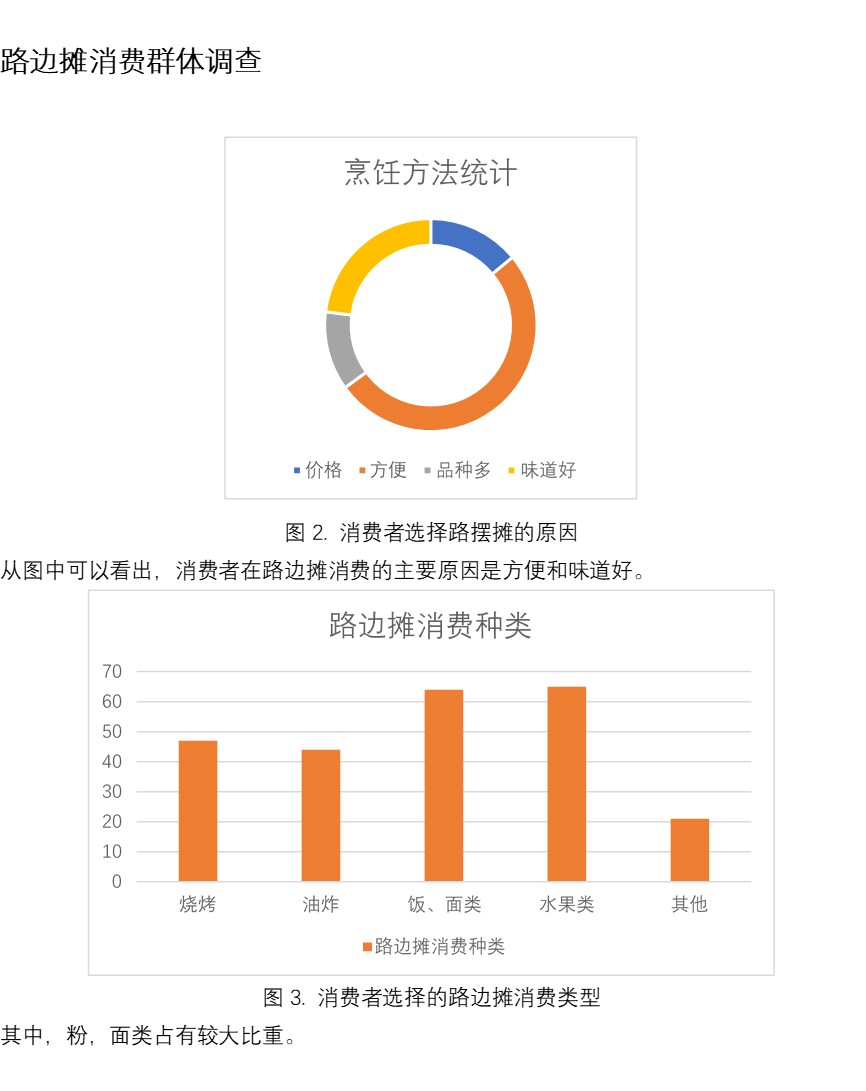 路边摊消费群体调查
烹饪方法统计
价格 方便 品种多 味道好
图 2. 消费者选择路摆摊的原因
从图中可以看出，消费者在路边摊消费的主要原因是方便和味道好。
路边摊消费种类
70
60
50
40
30
20
10
0
烧烤 油炸 饭、面类 水果类 其他
路边摊消费种类
图 3. 消费者选择的路边摊消费类型
其中，粉，面类占有较大比重。